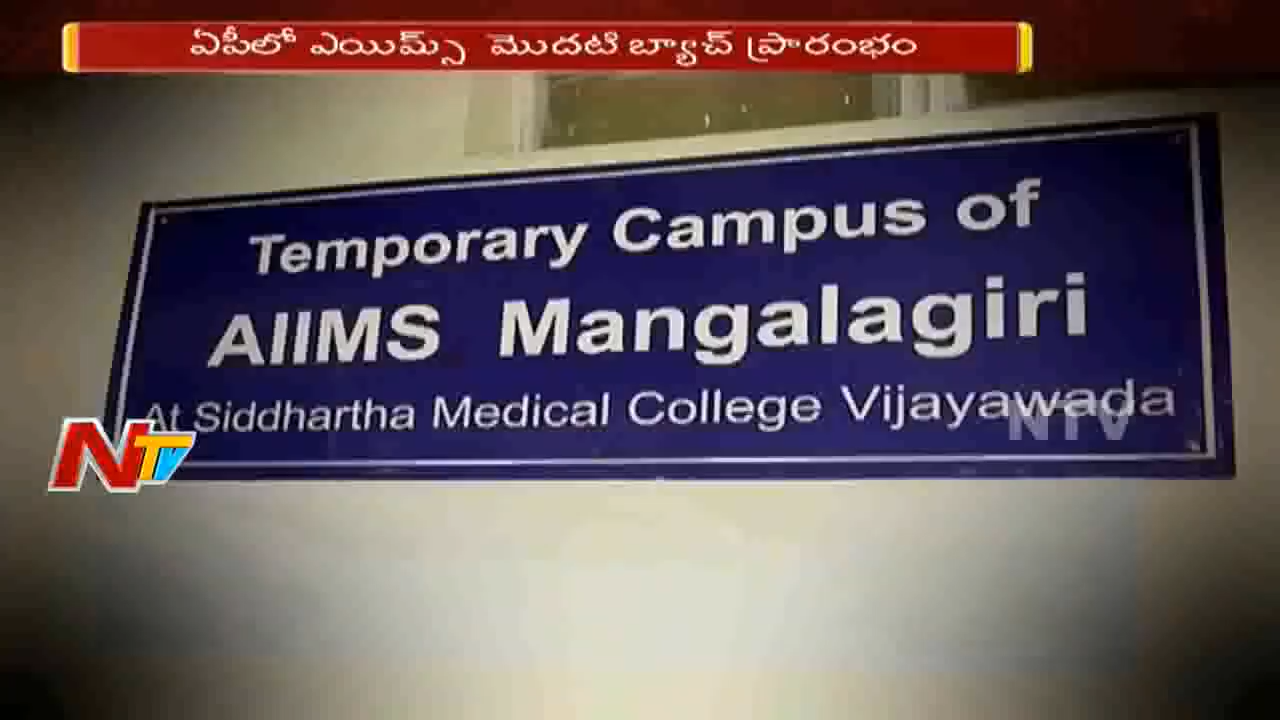 ఏపీలో ఎయిమ్స్ మొదటి బ్యాచ్ ప్రారంభం
Temporary Campus of
AIIMS Mangalagiri
At Siddhartha Medical College Vijayawada
NTV
NTV